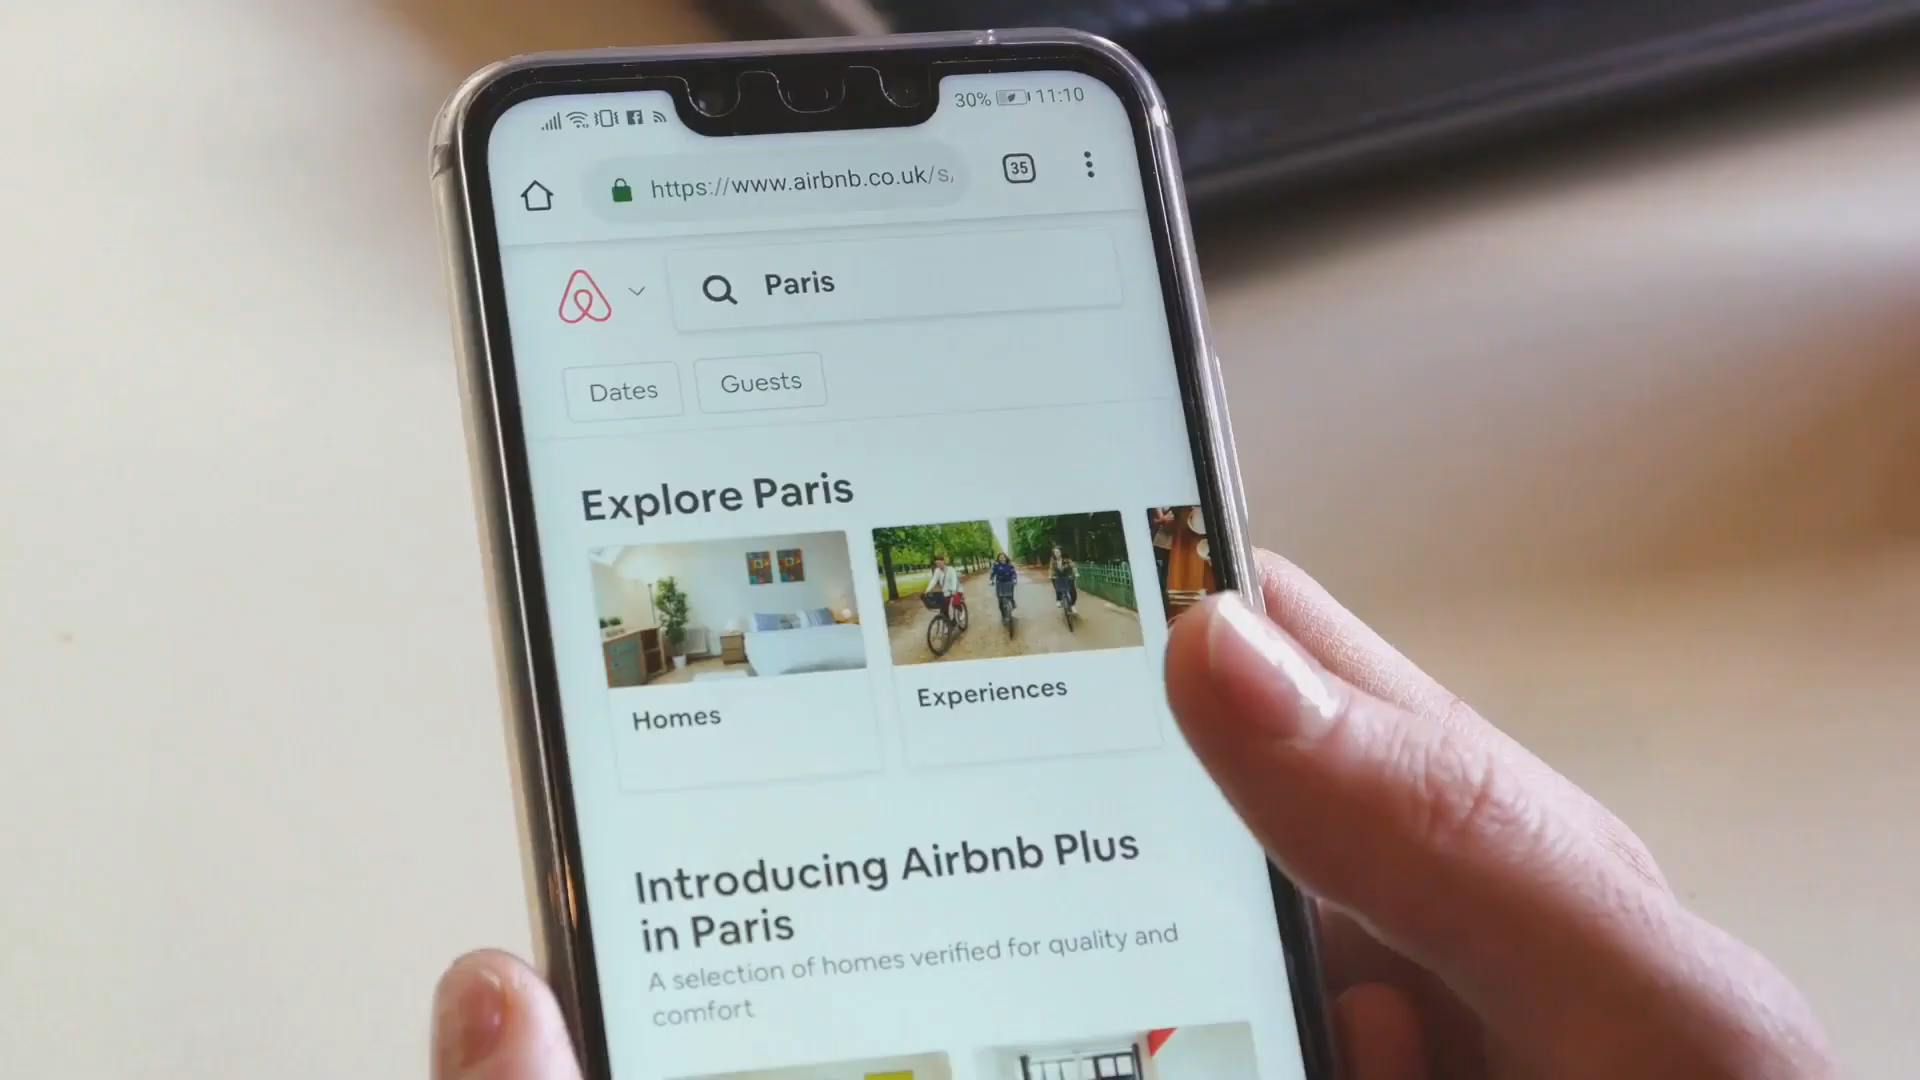 30% 11:10
https://www.airbnb.co.uk/s/
35
Paris
Dates Guests
Explore Paris
Homes Experiences
Introducing Airbnb Plus
in Paris
A selection of homes verified for quality and
comfort